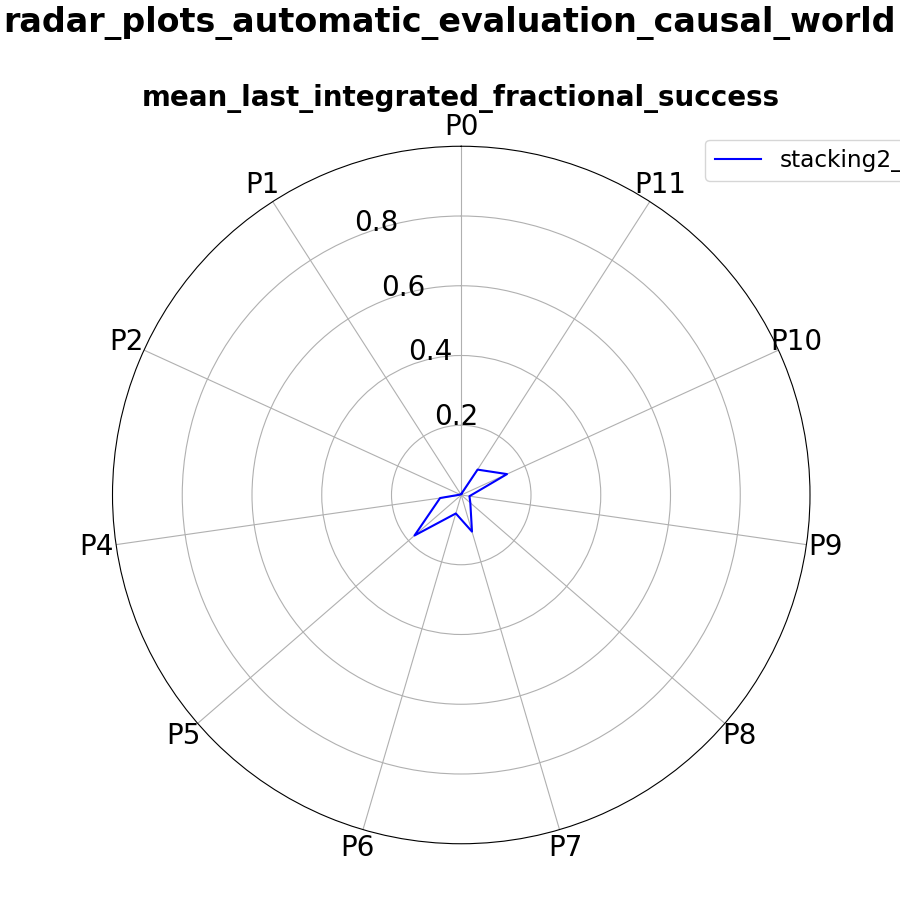 radar_plots_automatic_evaluation_causal_world
mean_last_integrated_fractional_success
P0
stacking2_
P1
P11
0.8
0.6
P2
P10
0.4
0.2
P4
P9
P5
P8
P6
P7